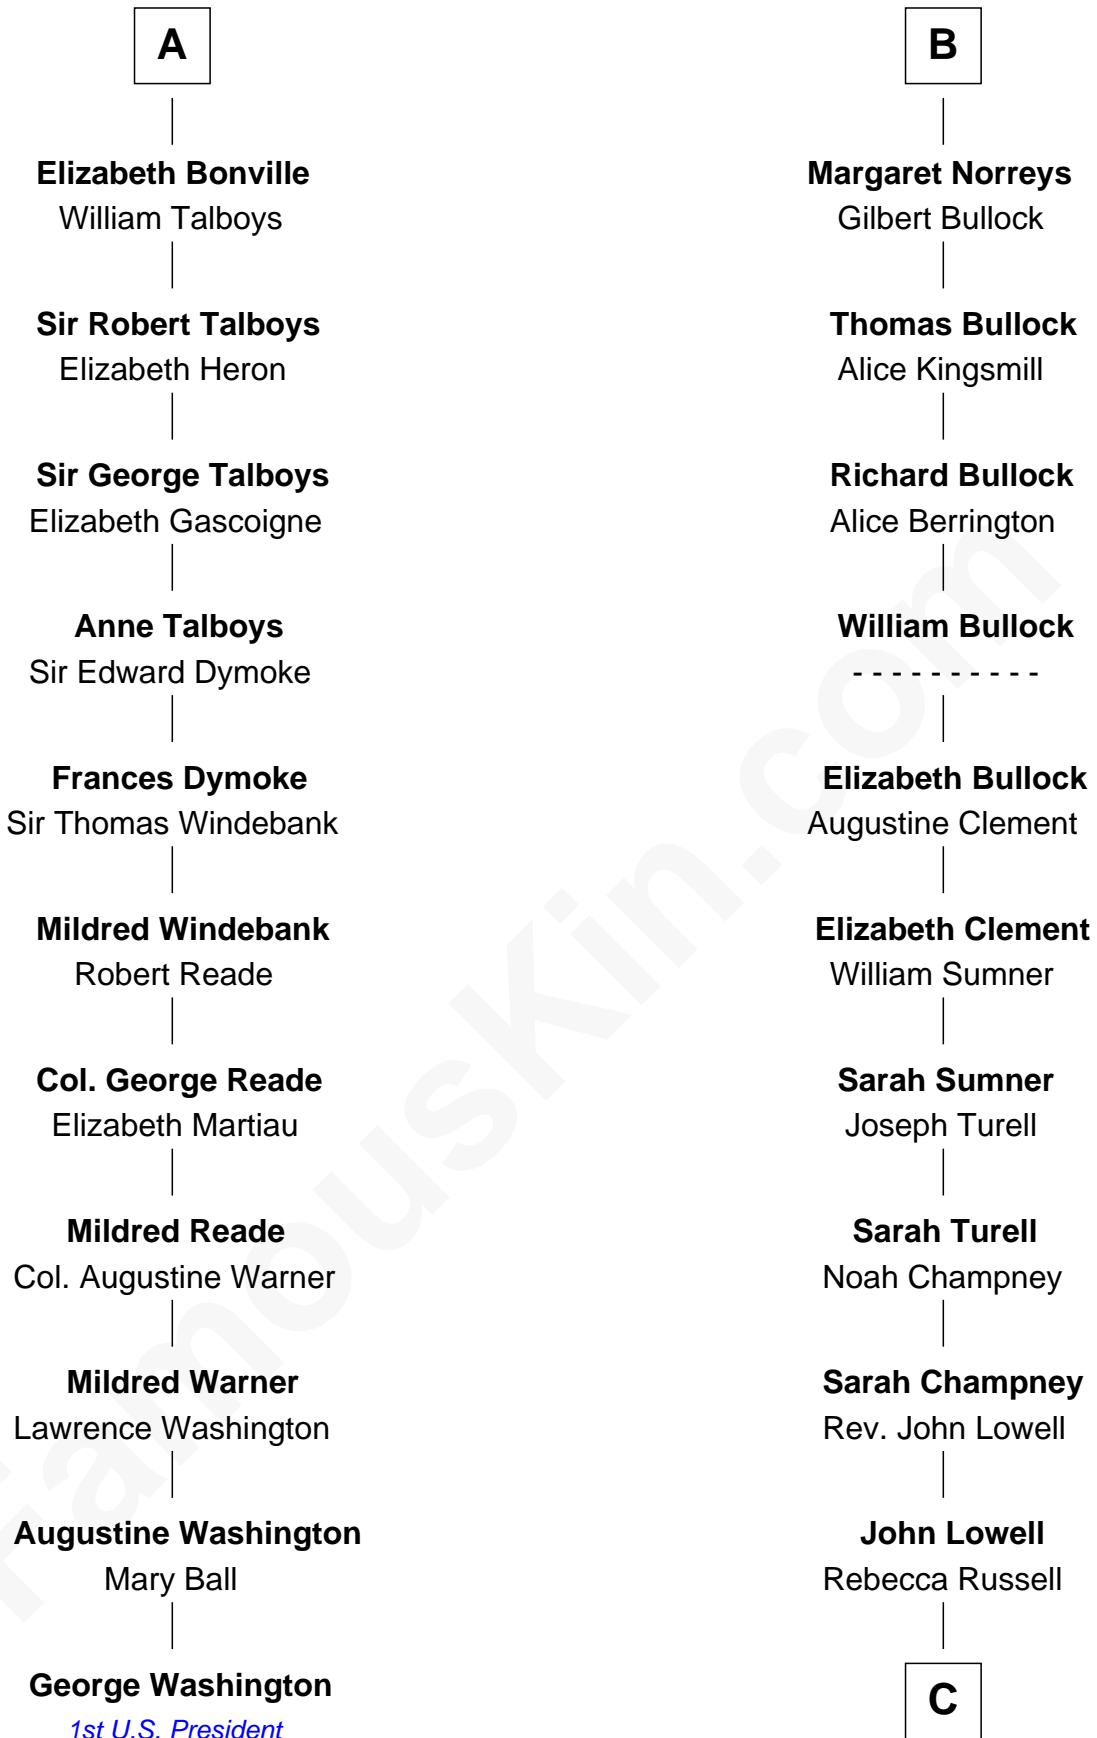 A
Elizabeth Bonville
William Talboys
Sir Robert Talboys
Elizabeth Heron
Sir George Talboys
Elizabeth Gascoigne
Anne Talboys
Sir Edward Dymoke
Frances Dymoke
Sir Thomas Windebank
Mildred Windebank
Robert Reade
Col. George Reade
Elizabeth Martiau
Mildred Reade
Col. Augustine Warner
Mildred Warner
Lawrence Washington
Augustine Washington
Mary Ball
George Washington
1st U.S. President
B
Margaret Norreys
Gilbert Bullock
Thomas Bullock
Alice Kingsmill
Richard Bullock
Alice Berrington
William Bullock
- - - - - - - - - -
Elizabeth Bullock
Augustine Clement
Elizabeth Clement
William Sumner
Sarah Sumner
Joseph Turell
Sarah Turell
Noah Champney
Sarah Champney
Rev. John Lowell
John Lowell
Rebecca Russell
C
FamousKin.com